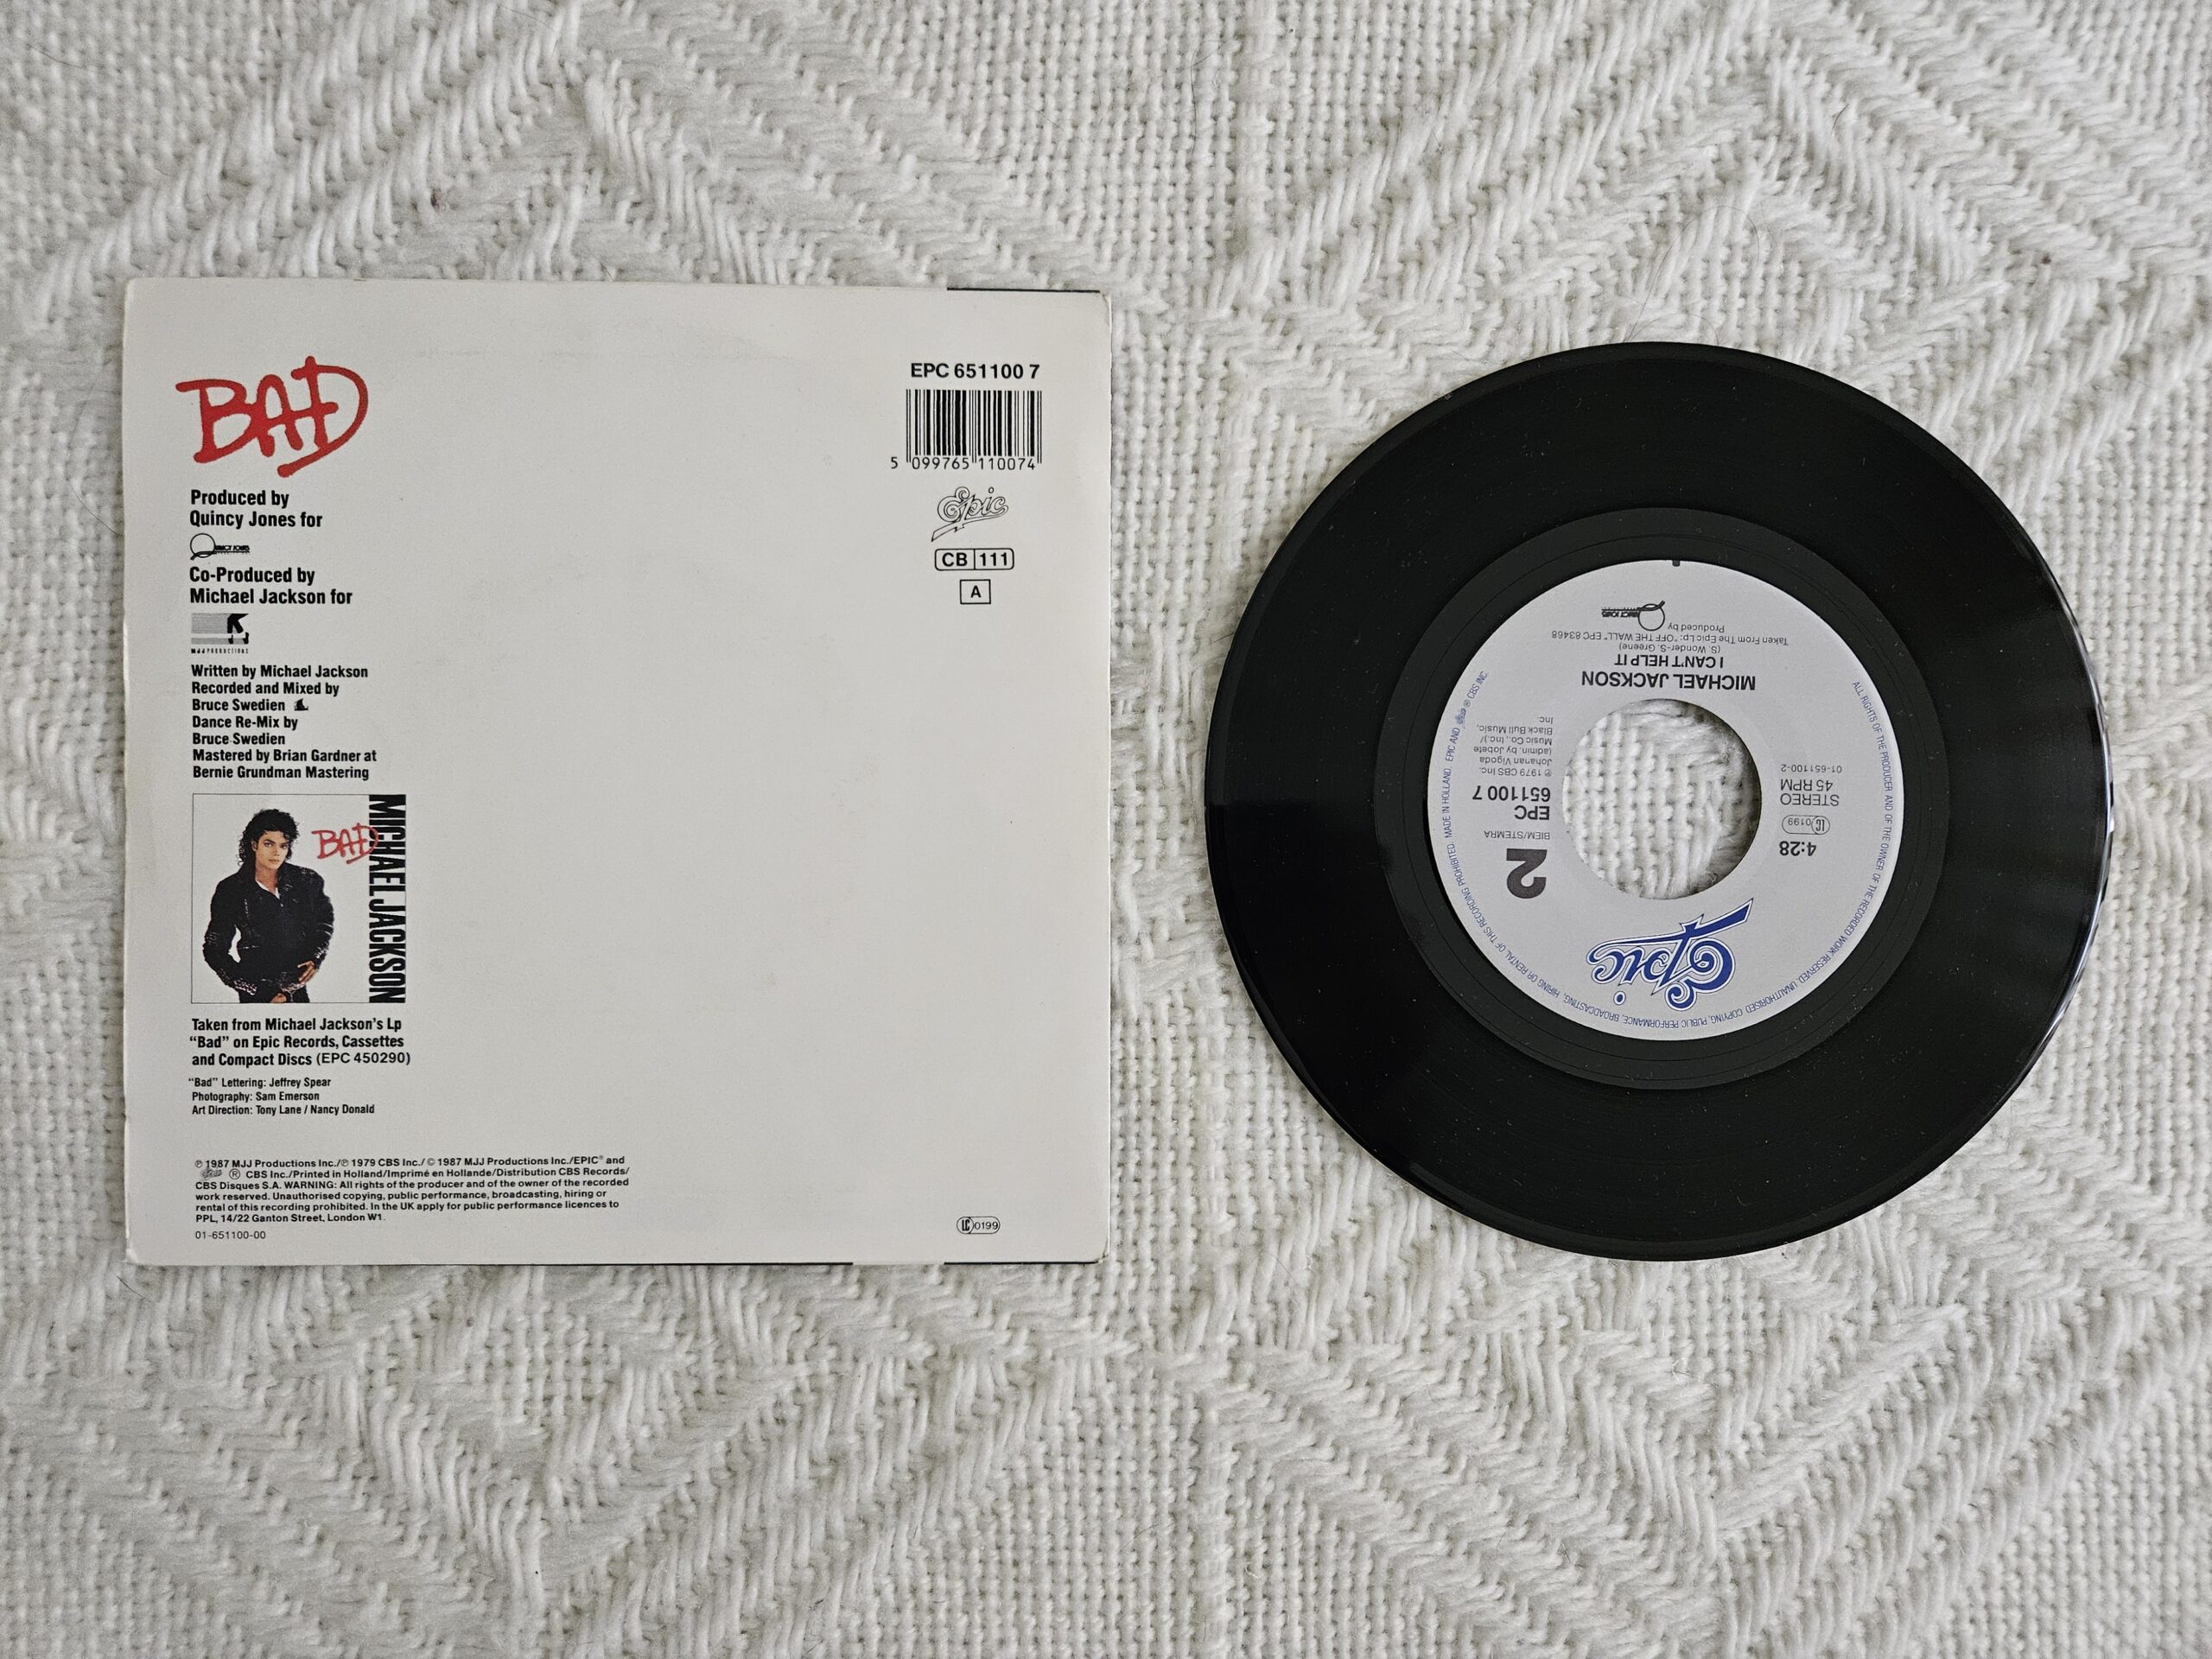 BAD
Produced by
Quincy Jones for
QUINCY JONES
Co-Produced by
Michael Jackson for
MJJ PRODUCTIONS
Written by Michael Jackson
Recorded and Mixed by
Bruce Swedien
Dance Re-Mix by
Bruce Swedien
Mastered by Brian Gardner at
Bernie Grundman Mastering
BAD
MICHAEL JACKSON
Taken from Michael Jackson's Lp
"Bad" on Epic Records, Cassettes
and Compact Discs (EPC 450290)
"Bad" Lettering: Jeffrey Spear
Photography: Sam Emerson
Art Direction: Tony Lane / Nancy Donald
℗ 1987 MJJ Productions Inc./℗ 1979 CBS Inc./© 1987 MJJ Productions Inc./EPIC® and
Epic ® CBS Inc./Printed in Holland/Imprimé en Hollande/Distribution CBS Records/
CBS Disques S.A. WARNING: All rights of the producer and of the owner of the recorded
work reserved. Unauthorised copying, public performance, broadcasting, hiring or
rental of this recording prohibited. In the UK apply for public performance licences to
PPL, 14/22 Ganton Street, London W1.
01-651100-00
EPC 651100 7
5 099765 110074
Epic
CB 111
A
LC 0199
Epic
4:28
LC 0199
STEREO
45 RPM
01-651100-2
2
BIEM/STEMRA
EPC
651100 7
℗ 1979 CBS Inc.
Johanan Vigoda
(admin. by Jobete
Music Co., Inc.)/
Black Bull Music,
Inc
MICHAEL JACKSON
I CAN'T HELP IT
(S. Wonder-S. Greene)
Taken From The Epic Lp: "OFF THE WALL" EPC 83468
Produced by
QUINCY JONES
ALL RIGHTS OF THE PRODUCER AND OF THE OWNER OF THE RECORDED WORK RESERVED. UNAUTHORISED COPYING, PUBLIC PERFORMANCE, BROADCASTING, HIRING OR RENTAL OF THIS RECORDING PROHIBITED. MADE IN HOLLAND. EPIC AND Epic ® CBS INC.